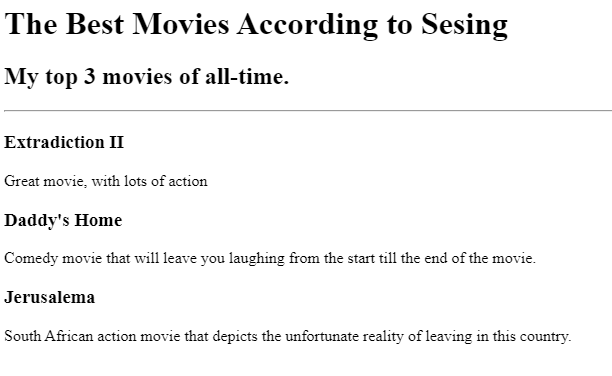 The Best Movies According to Sesing
My top 3 movies of all-time.
Extradiction II
Great movie, with lots of action
Daddy's Home
Comedy movie that will leave you laughing from the start till the end of the movie.
Jerusalema
South African action movie that depicts the unfortunate reality of leaving in this country.